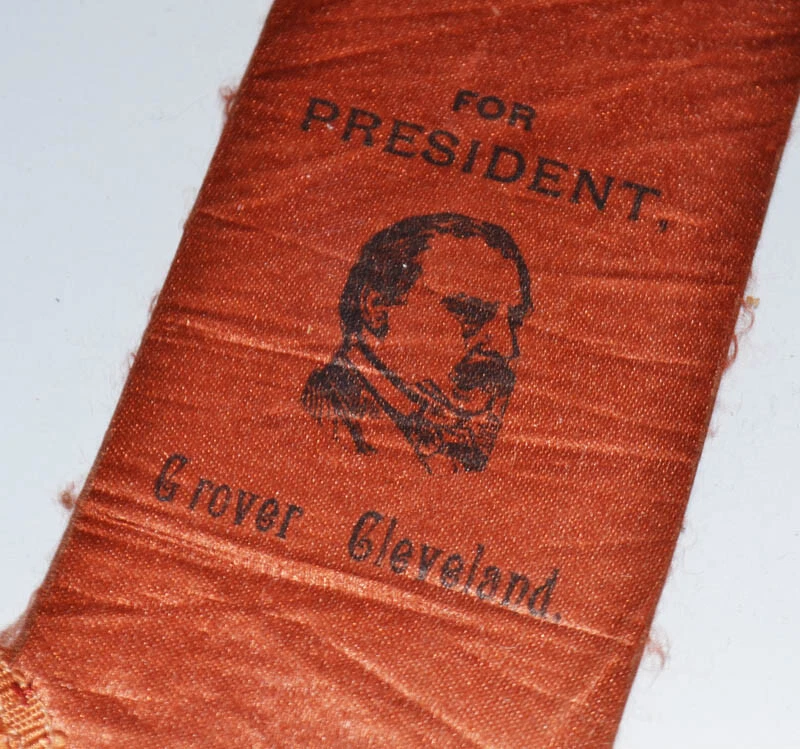 FOR
PRESIDENT,
Grover Cleveland.